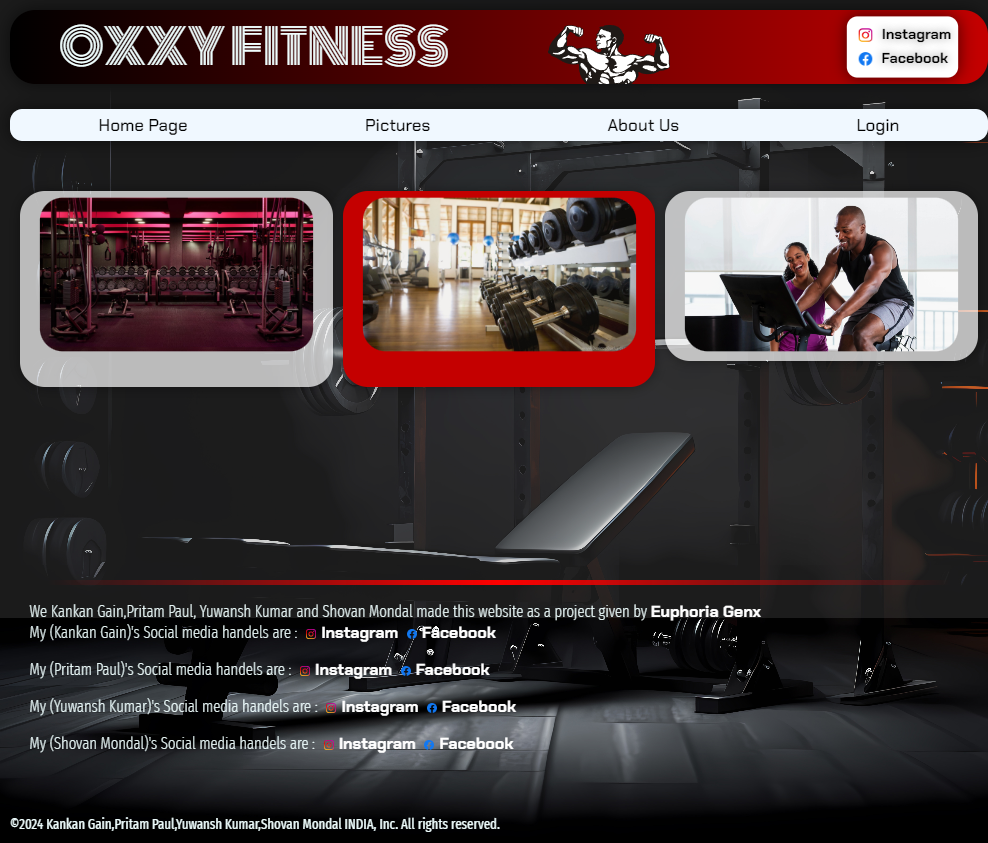 OXXY FITNESS
Instagram
Facebook
Home Page Pictures About Us Login
We Kankan Gain,Pritam Paul, Yuwansh Kumar and Shovan Mondal made this website as a project given by Euphoria Genx
My (Kankan Gain)'s Social media handels are : Instagram Facebook
My (Pritam Paul)'s Social media handels are : Instagram Facebook
My (Yuwansh Kumar)'s Social media handels are : Instagram Facebook
My (Shovan Mondal)'s Social media handels are : Instagram Facebook
©2024 Kankan Gain,Pritam Paul,Yuwansh Kumar,Shovan Mondal INDIA, Inc. All rights reserved.